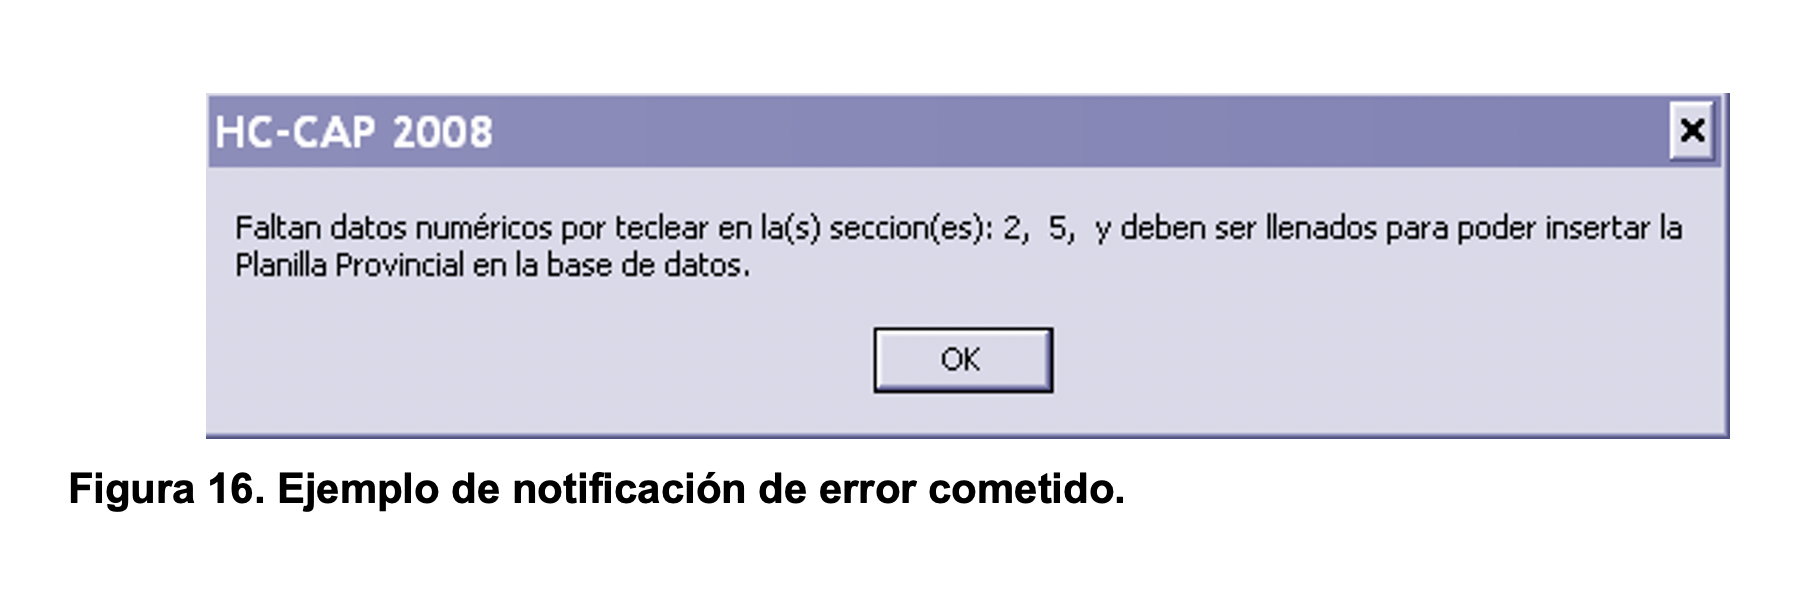 HC-CAP 2008
Faltan datos numéricos por teclear en la(s) seccion(es): 2,  5,  y deben ser llenados para poder insertar la
Planilla Provincial en la base de datos.
OK
Figura 16. Ejemplo de notificación de error cometido.